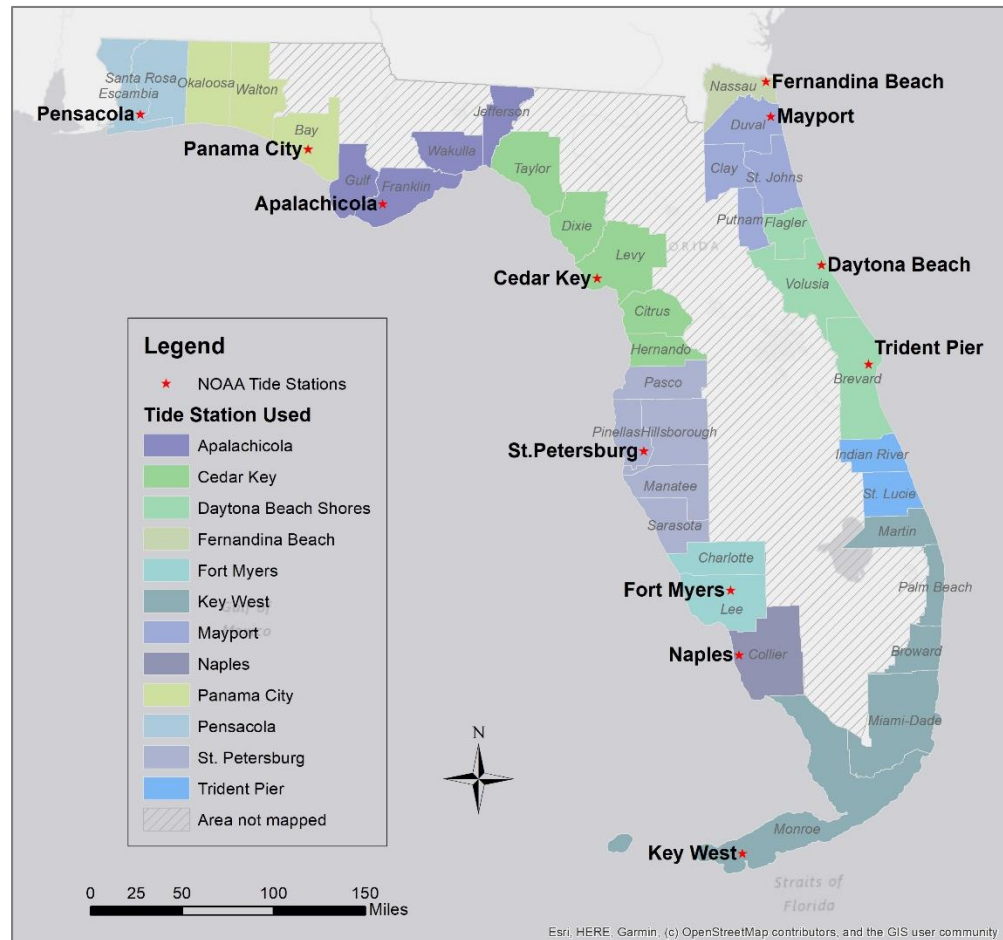 Santa Rosa
Escambia
Okaloosa
Walton
Pensacola
Bay
Panama City
Gulf
Franklin
Apalachicola
Wakulla
Jefferson
Taylor
Dixie
Levy
Cedar Key
Citrus
Hernando
Pasco
Pinellas
Hillsborough
St.Petersburg
Manatee
Sarasota
Charlotte
Fort Myers
Lee
Naples
Collier
Nassau
Fernandina Beach
Mayport
Duval
Clay
St. Johns
Putnam
Flagler
Daytona Beach
Volusia
Trident Pier
Brevard
Indian River
St. Lucie
Martin
Palm Beach
Broward
Miami-Dade
Monroe
Key West
Straits of
Florida
Legend
NOAA Tide Stations
Tide Station Used
Apalachicola
Cedar Key
Daytona Beach Shores
Fernandina Beach
Fort Myers
Key West
Mayport
Naples
Panama City
Pensacola
St. Petersburg
Trident Pier
Area not mapped
Gulf of
Mexico
N
0 25 50 100 150
Miles
Esri, HERE, Garmin, (c) OpenStreetMap contributors, and the GIS user community